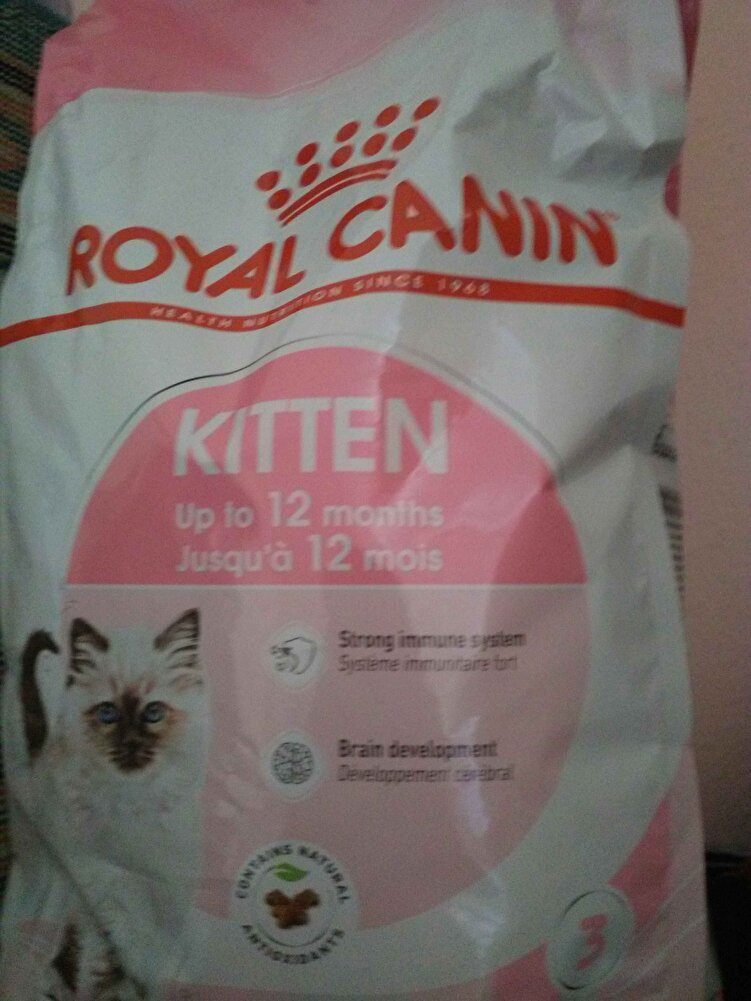 ROYAL CANIN
HEALTH NUTRITION SINCE 1968
KITTEN
Up to 12 months
Jusqu'à 12 mois
Strong immune system
Système immunitaire fort
Brain development
Développement cérébral
CONTAINS NATURAL
ANTIOXIDANTS
3